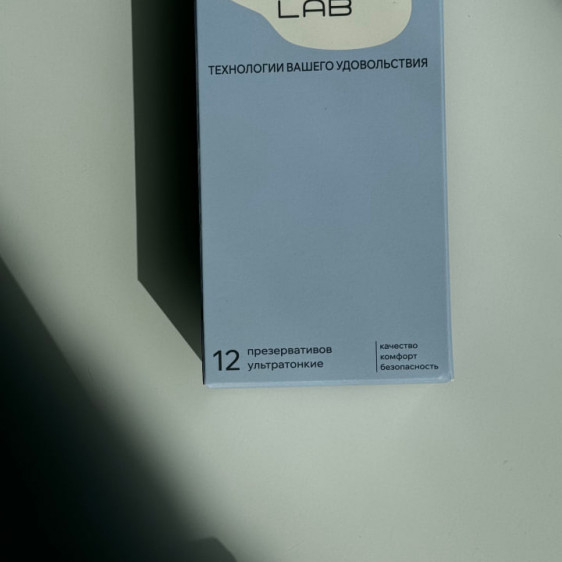 LAB
ТЕХНОЛОГИИ ВАШЕГО УДОВОЛЬСТВИЯ
12
презервативов
ультратонкие
качество
комфорт
безопасность